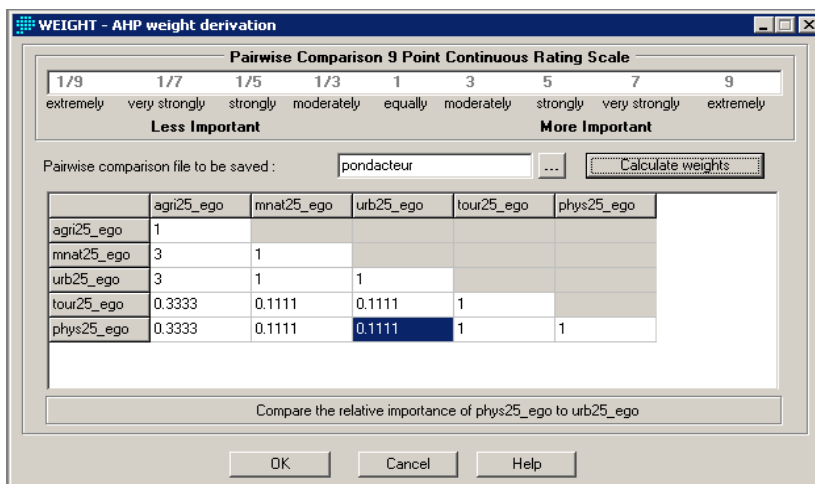 WEIGHT - AHP weight derivation
Pairwise Comparison 9 Point Continuous Rating Scale
1/9 1/7 1/5 1/3 1 3 5 7 9
extremely very strongly strongly moderately equally moderately strongly very strongly extremely
Less Important More Important
Pairwise comparison file to be saved : pondacteur ... Calculate weights
agri25_ego mnat25_ego urb25_ego tour25_ego phys25_ego
agri25_ego 1
mnat25_ego 3 1
urb25_ego 3 1 1
tour25_ego 0.3333 0.1111 0.1111 1
phys25_ego 0.3333 0.1111 0.1111 1 1
Compare the relative importance of phys25_ego to urb25_ego
OK Cancel Help